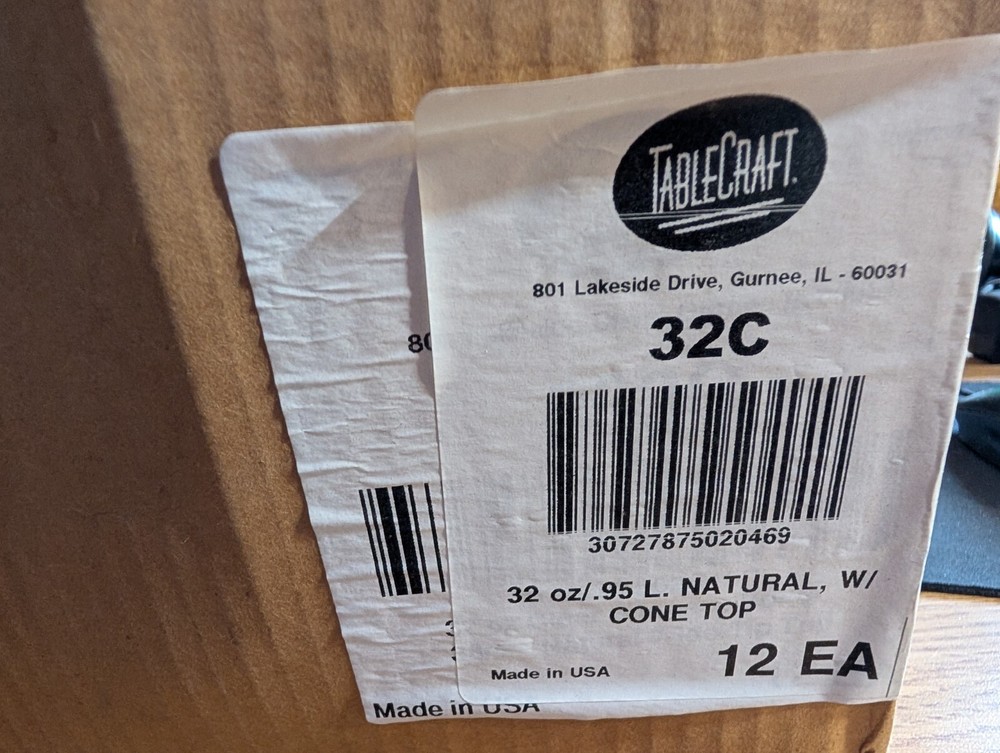 TABLECRAFT.
801 Lakeside Drive, Gurnee, IL - 60031
32C
30727875020469
32 oz/.95 L. NATURAL, W/
CONE TOP
Made in USA
12 EA
80
Made in USA